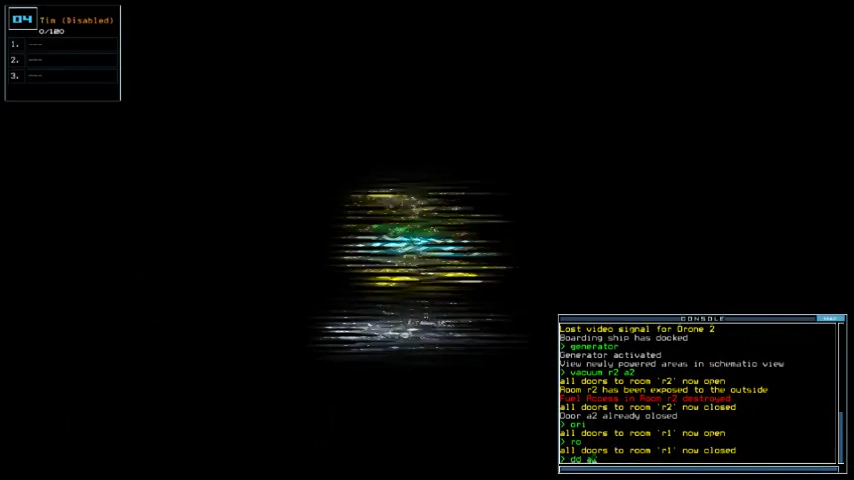 04 Tim (Disabled)
0/100
1. ---
2. ---
3. ---
CONSOLE
Lost video signal for Drone 2
Boarding ship has docked
> generator
Generator activated
View newly powered areas in schematic view
> vacuum r2 a2
all doors to room 'r2' now open
Room r2 has been exposed to the outside
Fuel Access in Room r2 destroyed
all doors to room 'r2' now closed
Door a2 already closed
> ori
all doors to room 'r1' now open
> ro
all doors to room 'r1' now closed